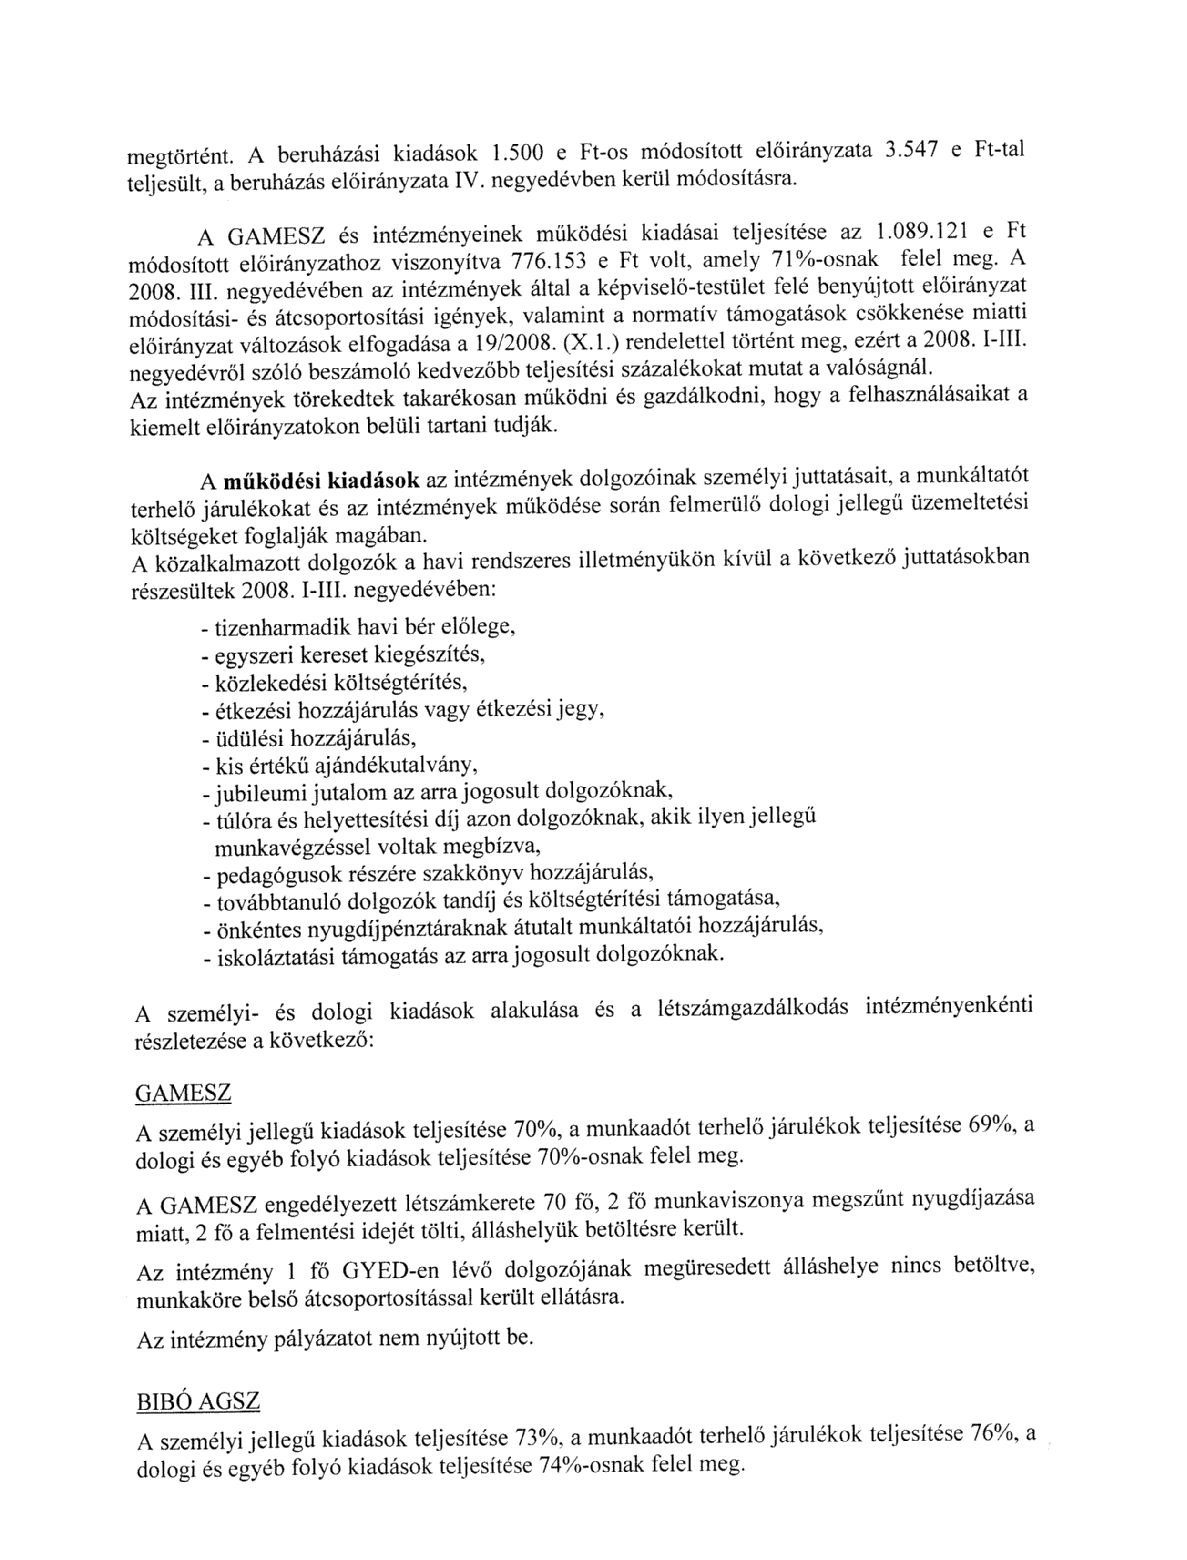 megtörtént. A beruházási kiadások 1.500 e Ft-os módosított előirányzata 3.547 e Ft-tal
teljesült, a beruházás előirányzata IV. negyedévben kerül módosításra.
A GAMESZ és intézményeinek működési kiadásai teljesítése az 1.089.121 e Ft
módosított előirányzathoz viszonyítva 776.153 e Ft volt, amely 71%-osnak felel meg. A
2008. III. negyedévében az intézmények által a képviselő-testület felé benyújtott előirányzat
módosítási- és átcsoportosítási igények, valamint a normatív támogatások csökkenése miatti
előirányzat változások elfogadása a 19/2008. (X.1.) rendelettel történt meg, ezért a 2008. I-III.
negyedévről szóló beszámoló kedvezőbb teljesítési százalékokat mutat a valóságnál.
Az intézmények törekedtek takarékosan működni és gazdálkodni, hogy a felhasználásaikat a
kiemelt előirányzatokon belüli tartani tudják.
A működési kiadások az intézmények dolgozóinak személyi juttatásait, a munkáltatót
terhelő járulékokat és az intézmények működése során felmerülő dologi jellegű üzemeltetési
költségeket foglalják magában.
A közalkalmazott dolgozók a havi rendszeres illetményükön kívül a következő juttatásokban
részesültek 2008. I-III. negyedévében:
- tizenharmadik havi bér előlege,
- egyszeri kereset kiegészítés,
- közlekedési költségtérítés,
- étkezési hozzájárulás vagy étkezési jegy,
- üdülési hozzájárulás,
- kis értékű ajándékutalvány,
- jubileumi jutalom az arra jogosult dolgozóknak,
- túlóra és helyettesítési díj azon dolgozóknak, akik ilyen jellegű
munkavégzéssel voltak megbízva,
- pedagógusok részére szakkönyv hozzájárulás,
- továbbtanuló dolgozók tandíj és költségtérítési támogatása,
- önkéntes nyugdíjpénztáraknak átutalt munkáltatói hozzájárulás,
- iskoláztatási támogatás az arra jogosult dolgozóknak.
A személyi- és dologi kiadások alakulása és a létszámgazdálkodás intézményenkénti
részletezése a következő:
GAMESZ
A személyi jellegű kiadások teljesítése 70%, a munkaadót terhelő járulékok teljesítése 69%, a
dologi és egyéb folyó kiadások teljesítése 70%-osnak felel meg.
A GAMESZ engedélyezett létszámkerete 70 fő, 2 fő munkaviszonya megszűnt nyugdíjazása
miatt, 2 fő a felmentési idejét tölti, álláshelyük betöltésre került.
Az intézmény 1 fő GYED-en lévő dolgozójának megüresedett álláshelye nincs betöltve,
munkaköre belső átcsoportosítással került ellátásra.
Az intézmény pályázatot nem nyújtott be.
BIBÓ AGSZ
A személyi jellegű kiadások teljesítése 73%, a munkaadót terhelő járulékok teljesítése 76%, a
dologi és egyéb folyó kiadások teljesítése 74%-osnak felel meg.